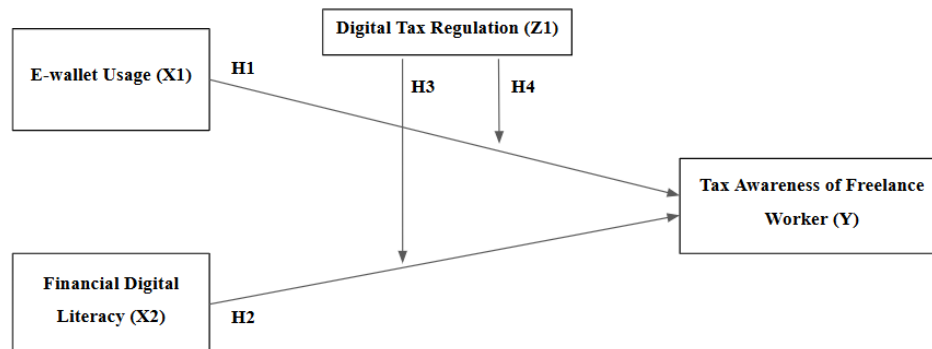 Digital Tax Regulation (Z1)
E-wallet Usage (X1)
H1
H3
H4
Tax Awareness of Freelance
Worker (Y)
Financial Digital
Literacy (X2)
H2